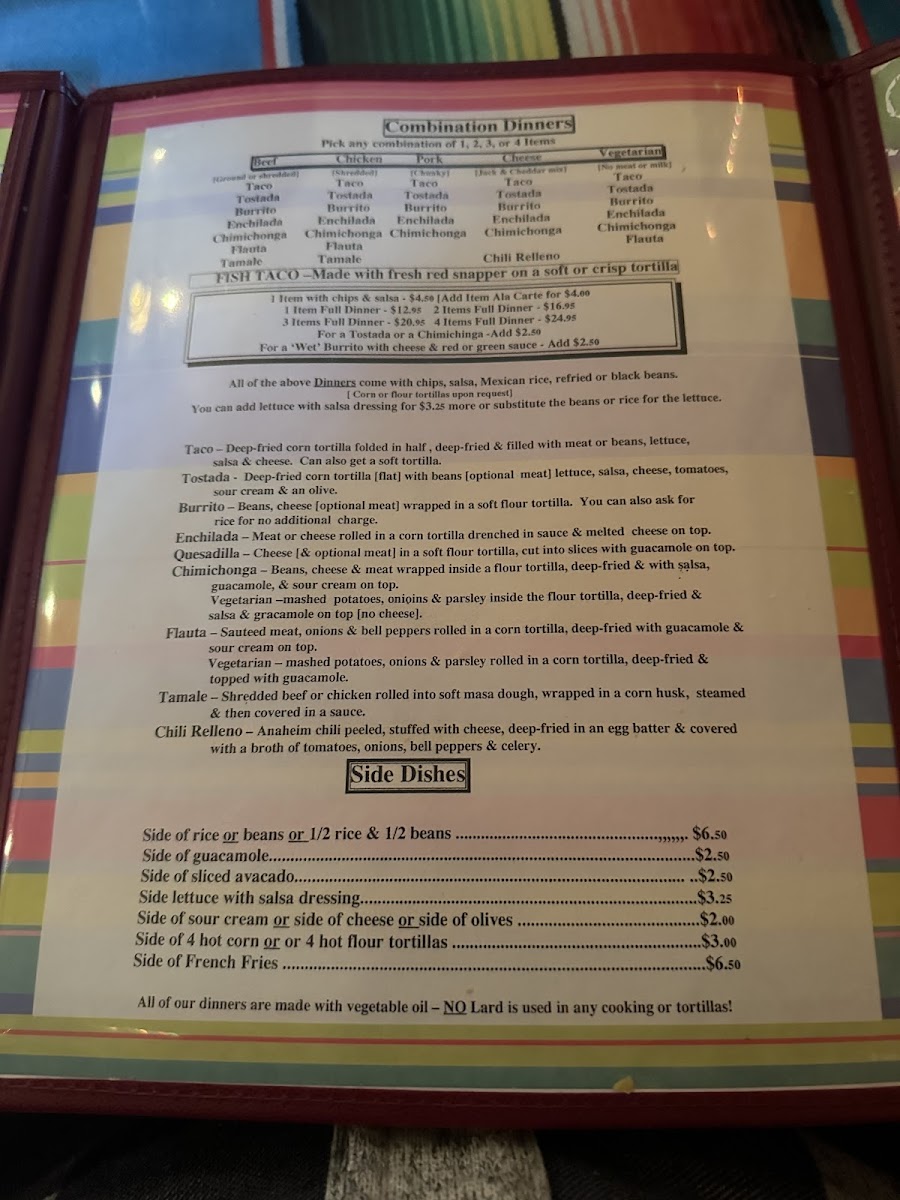 Combination Dinners
Pick any combination of 1, 2, 3, or 4 Items
Beef Chicken Pork Cheese Vegetarian
[Ground or shredded] [Shredded] [Chunky] [Jack & Cheddar mix] [No meat or milk]
Taco Taco Taco Taco Taco
Tostada Tostada Tostada Tostada Tostada
Burrito Burrito Burrito Burrito Burrito
Enchilada Enchilada Enchilada Enchilada Enchilada
Chimichonga Chimichonga Chimichonga Chimichonga Chimichonga
Flauta Flauta Flauta
Tamale Tamale Chili Relleno
FISH TACO –Made with fresh red snapper on a soft or crisp tortilla
1 Item with chips & salsa - $4.50 [Add Item Ala Carte for $4.00
1 Item Full Dinner - $12.95 2 Items Full Dinner - $16.95
3 Items Full Dinner - $20.95 4 Items Full Dinner - $24.95
For a Tostada or a Chimichinga -Add $2.50
For a 'Wet' Burrito with cheese & red or green sauce - Add $2.50
All of the above Dinners come with chips, salsa, Mexican rice, refried or black beans.
[ Corn or flour tortillas upon request]
You can add lettuce with salsa dressing for $3.25 more or substitute the beans or rice for the lettuce.
Taco – Deep-fried corn tortilla folded in half , deep-fried & filled with meat or beans, lettuce,
salsa & cheese. Can also get a soft tortilla.
Tostada - Deep-fried corn tortilla [flat] with beans [optional meat] lettuce, salsa, cheese, tomatoes,
sour cream & an olive.
Burrito – Beans, cheese [optional meat] wrapped in a soft flour tortilla. You can also ask for
rice for no additional charge.
Enchilada – Meat or cheese rolled in a corn tortilla drenched in sauce & melted cheese on top.
Quesadilla – Cheese [& optional meat] in a soft flour tortilla, cut into slices with guacamole on top.
Chimichonga – Beans, cheese & meat wrapped inside a flour tortilla, deep-fried & with salsa,
guacamole, & sour cream on top.
Vegetarian –mashed potatoes, onioins & parsley inside the flour tortilla, deep-fried &
salsa & gracamole on top [no cheese].
Flauta – Sauteed meat, onions & bell peppers rolled in a corn tortilla, deep-fried with guacamole &
sour cream on top.
Vegetarian – mashed potatoes, onions & parsley rolled in a corn tortilla, deep-fried &
topped with guacamole.
Tamale – Shredded beef or chicken rolled into soft masa dough, wrapped in a corn husk, steamed
& then covered in a sauce.
Chili Relleno – Anaheim chili peeled, stuffed with cheese, deep-fried in an egg batter & covered
with a broth of tomatoes, onions, bell peppers & celery.
Side Dishes
Side of rice or beans or 1/2 rice & 1/2 beans ..................................................,,,,,,,. $6.50
Side of guacamole....................................................................................$2.50
Side of sliced avacado.............................................................................. ..$2.50
Side lettuce with salsa dressing...................................................................$3.25
Side of sour cream or side of cheese or side of olives ....................................$2.00
Side of 4 hot corn or or 4 hot flour tortillas ..................................................$3.00
Side of French Fries ..................................................................................$6.50
All of our dinners are made with vegetable oil – NO Lard is used in any cooking or tortillas!